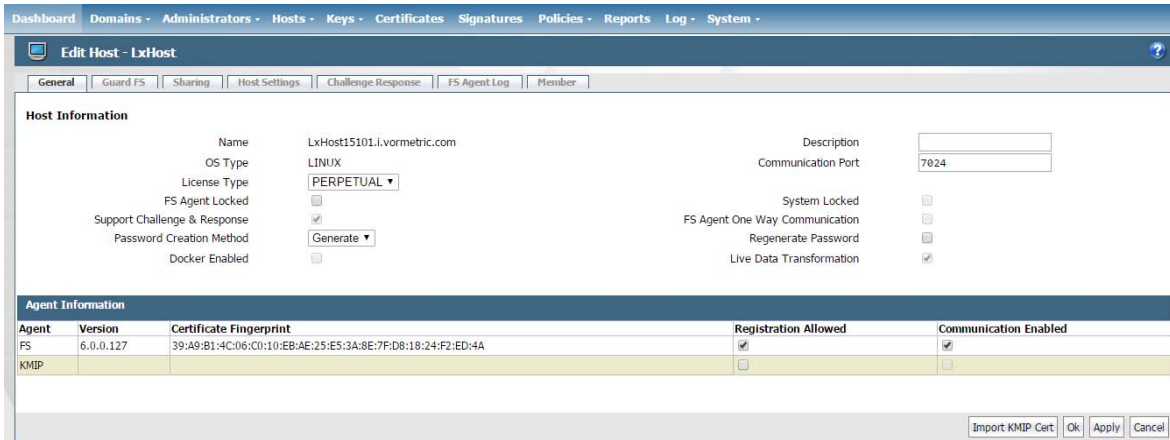 Dashboard Domains Administrators Hosts Keys Certificates Signatures Policies Reports Log System
Edit Host - LxHost
?
General Guard FS Sharing Host Settings Challenge Response FS Agent Log Member
Host Information
Name LxHost15101.i.vormetric.com Description
OS Type LINUX Communication Port 7024
License Type PERPETUAL
FS Agent Locked System Locked
Support Challenge & Response FS Agent One Way Communication
Password Creation Method Generate Regenerate Password
Docker Enabled Live Data Transformation
Agent Information
Agent Version Certificate Fingerprint Registration Allowed Communication Enabled
FS 6.0.0.127 39:A9:B1:4C:06:C0:10:EB:AE:25:E5:3A:8E:7F:D8:18:24:F2:ED:4A
KMIP
Import KMIP Cert Ok Apply Cancel